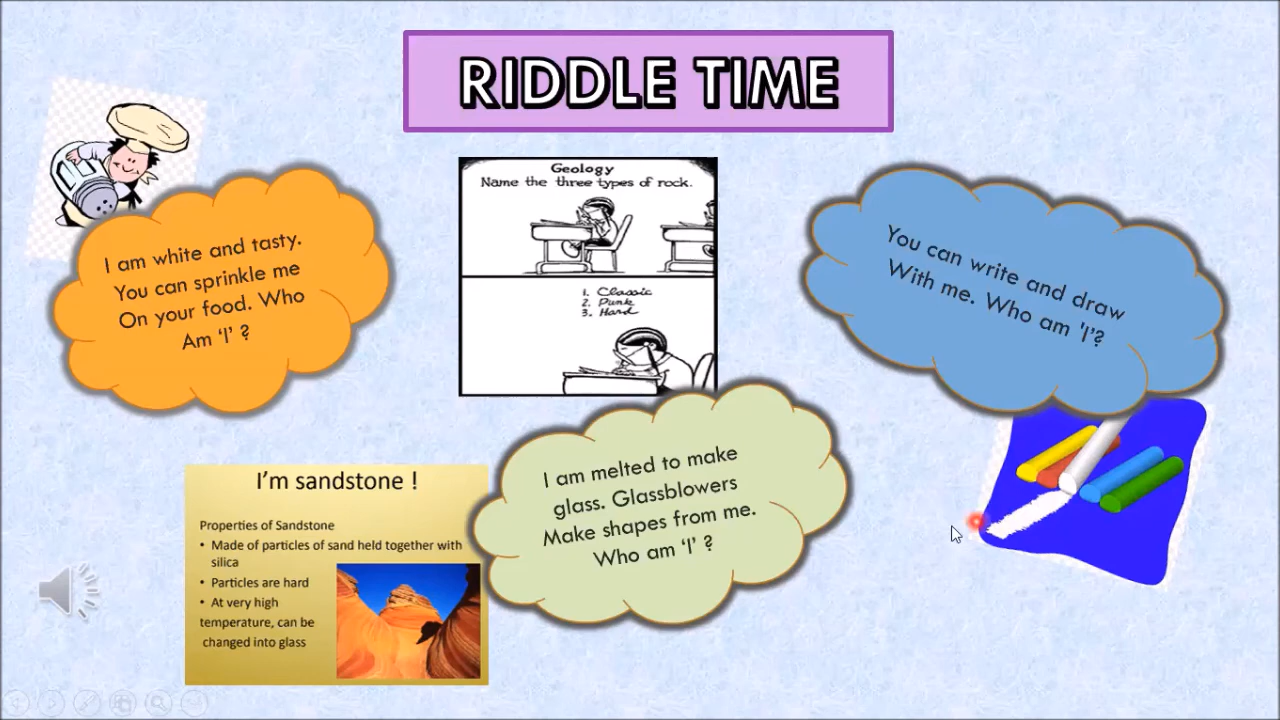 RIDDLE TIME
Geology
Name the three types of rock.
1. Classic
2. Punk
3. Hard
I am white and tasty.
You can sprinkle me
On your food. Who
Am ‘I’ ?
You can write and draw
With me. Who am 'I'?
I am melted to make
glass. Glassblowers
Make shapes from me.
Who am ‘I’ ?
I’m sandstone !
Properties of Sandstone
• Made of particles of sand held together with
silica
• Particles are hard
• At very high
temperature, can be
changed into glass